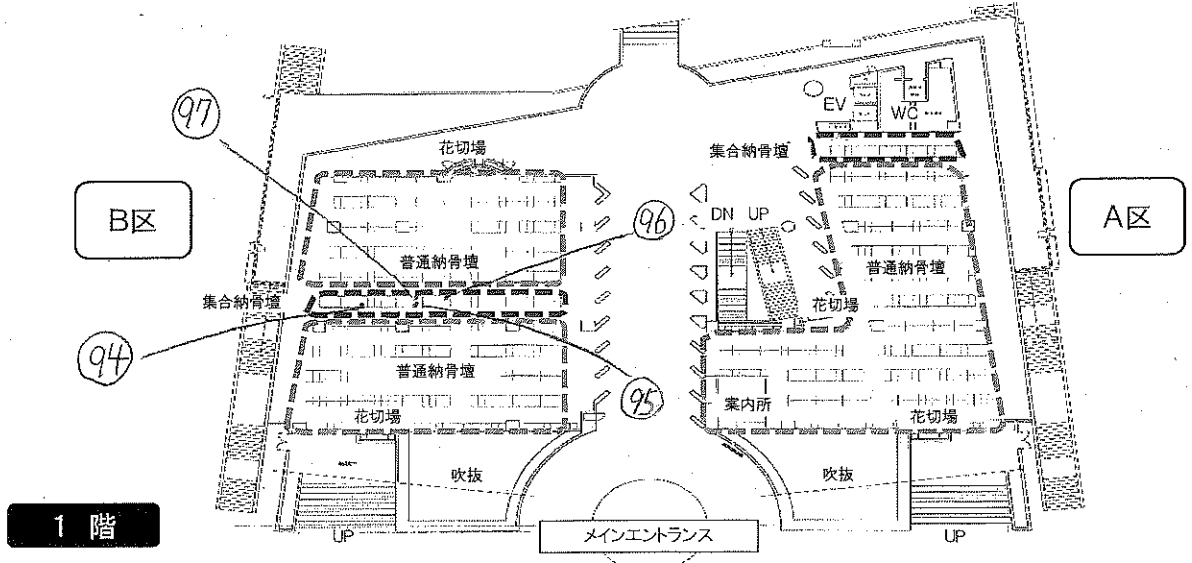 EV
WC
97
花切場
集合納骨壇
B区
A区
96
DN UP
普通納骨壇
普通納骨壇
集合納骨壇
花切場
94
普通納骨壇
95
案内所
花切場
花切場
吹抜
吹抜
1 階
メインエントランス
UP
UP